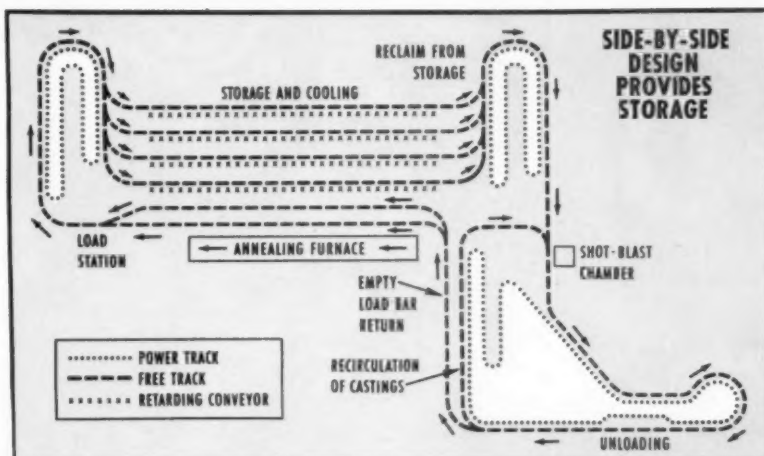 SIDE-BY-SIDE
DESIGN
PROVIDES
STORAGE
RECLAIM FROM
STORAGE
STORAGE AND COOLING
LOAD
STATION
ANNEALING FURNACE
EMPTY
LOAD BAR
RETURN
SHOT-BLAST
CHAMBER
RECIRCULATION
OF CASTINGS
POWER TRACK
FREE TRACK
RETARDING CONVEYOR
UNLOADING